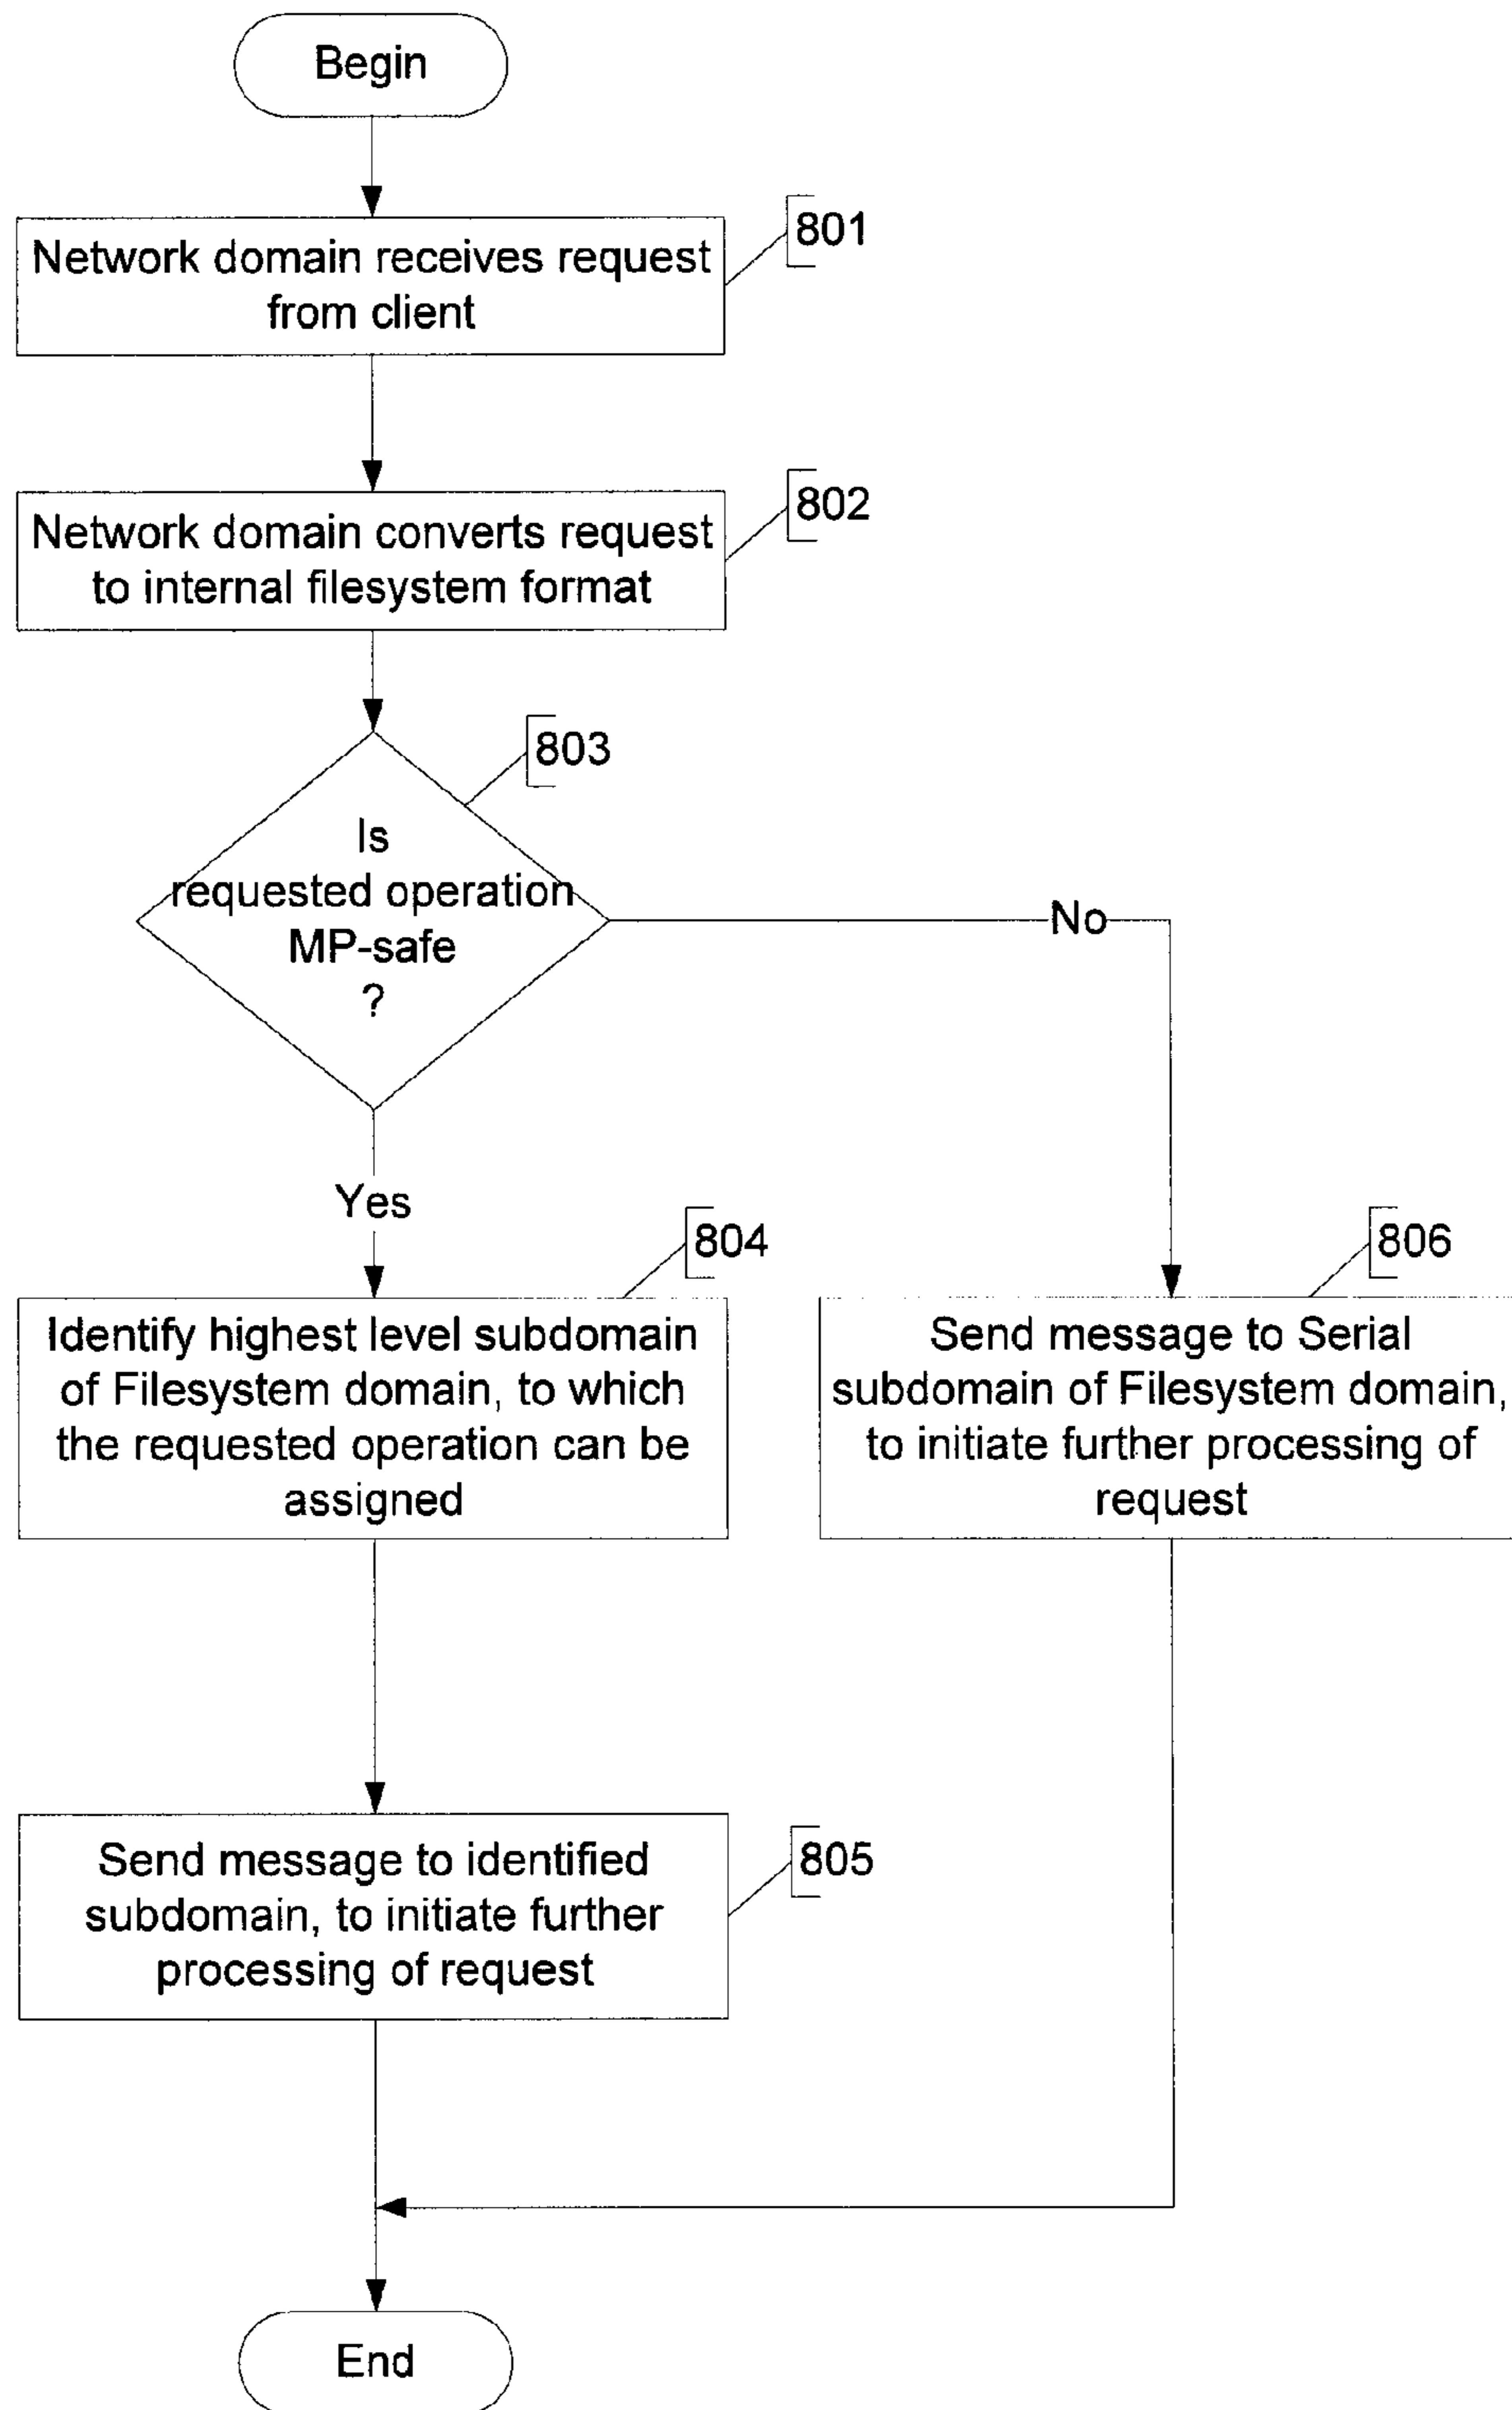 Begin
801
Network domain receives request
from client
802
Network domain converts request
to internal filesystem format
803
Is
requested operation
MP-safe
?
No
Yes
804
806
Identify highest level subdomain
of Filesystem domain, to which
the requested operation can be
assigned
Send message to Serial
subdomain of Filesystem domain,
to initiate further processing of
request
Send message to identified
subdomain, to initiate further
processing of request
805
End